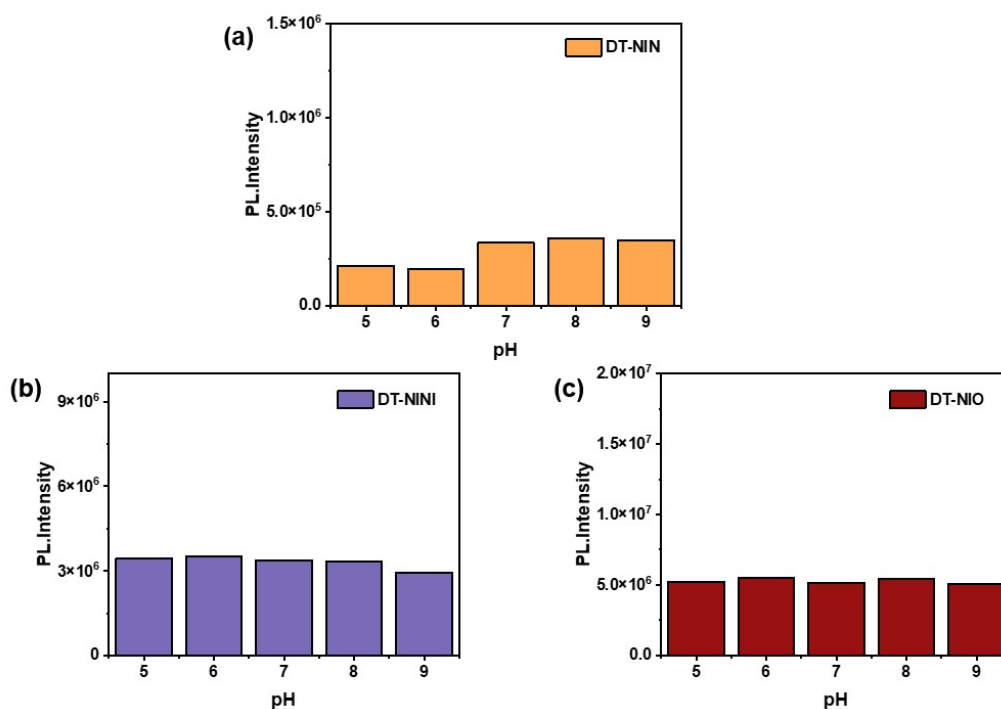 (a)
DT-NIN
1.5×10⁶
1.0×10⁶
5.0×10⁵
0.0
PL.Intensity
5 6 7 8 9
pH
(b)
DT-NINI
9×10⁶
6×10⁶
3×10⁶
0
PL.Intensity
5 6 7 8 9
pH
(c)
DT-NIO
2.0×10⁷
1.5×10⁷
1.0×10⁷
5.0×10⁶
0.0
PL.Intensity
5 6 7 8 9
pH